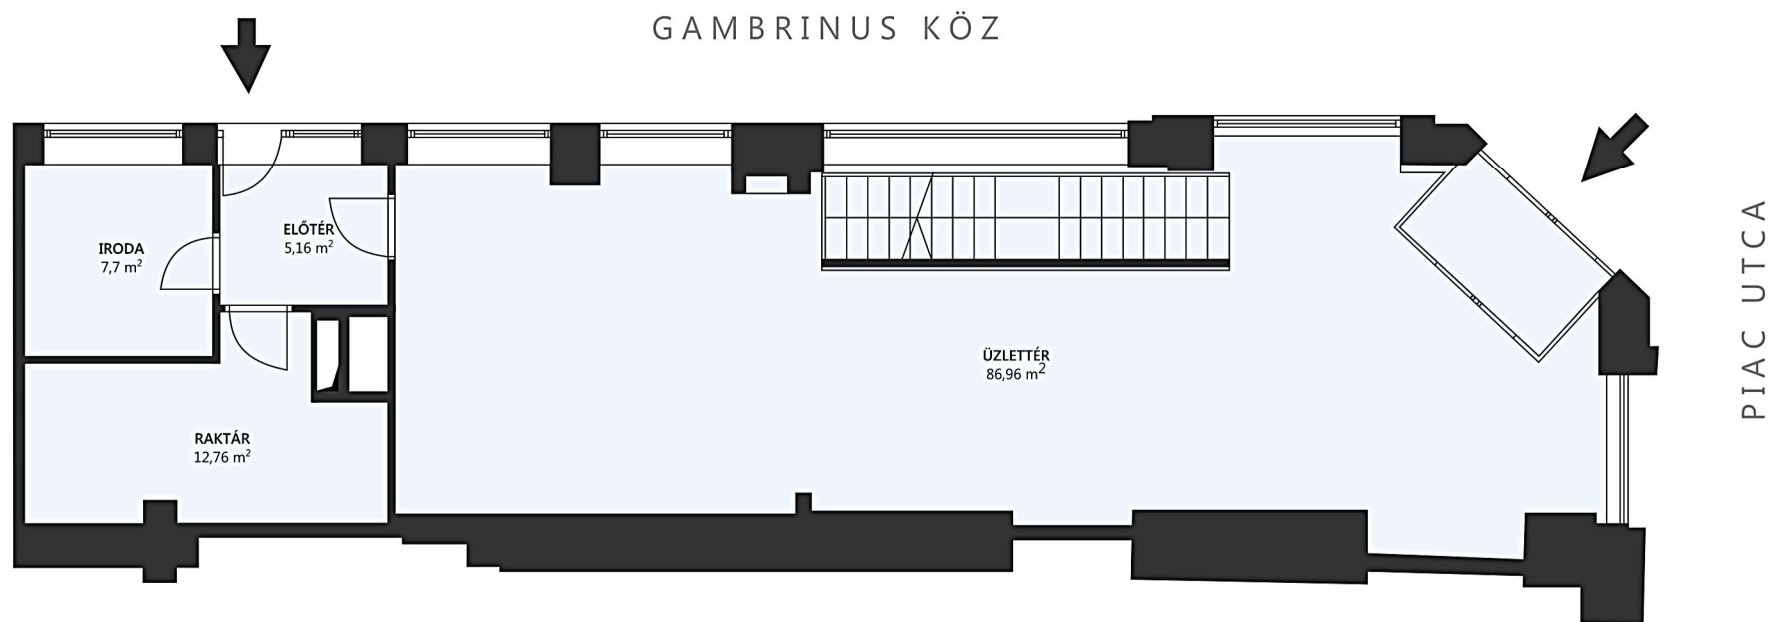 GAMBRINUS KÖZ
PIAC UTCA
ELŐTÉR
5,16 m²
IRODA
7,7 m²
ÜZLETTÉR
86,96 m²
RAKTÁR
12,76 m²